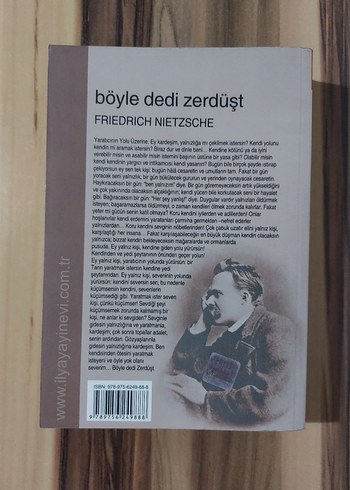 böyle dedi zerdüşt
FRIEDRICH NIETZSCHE
Yaratıcının Yolu Üzerine. Ey kardeşim, yalnızlığa mı çekilmek istersin? Kendi yolunu
kendin mi aramak istersin? Biraz dur ve dinle beni... Kendine kötünü ya da iyini
verebilir misin ve asabilir misin istemini başının üstüne bir yasa gibi? Olabilir misin
kendi kendinin yargıcı ve intikamcısı kendi yasanın? Bugün bile birçok şeyde ıstırap
çekiyorsun ey sen tek kişi: bugün hâlâ cesaretin ve umutların tam. Fakat bir gün
yoracak seni yalnızlık, bir gün bükülecek gururun ve yerinden oynayacak cesaretin.
Haykıracaksın bir gün: "ben yalnızım" diye. Bir gün göremeyeceksin artık yüksekliğini
ve çok yakınında olacaksın alçaklığının; kendi yücen bile korkutacak seni bir hayalet
gibi. Bağıracaksın bir gün: "Her şey yanlış!" diye. Duygular vardır yalnızları öldürmek
isteyen; başaramazlarsa öldürmeyi, o zaman kendileri ölmek zorunda kalırlar. Fakat
yeter mi gücün senin katil olmaya? Koru kendini iyilerden ve adillerden! Onlar
hoşlanırlar kendi erdemini yaratanları çarmıha germekten –nefret ederler
yalnızlardan... Koru kendini sevginin nöbetlerinden! Çok çabuk uzatır elini yalnız kişi,
karşılaştığı her insana... Fakat karşılaşabileceğin en büyük düşman kendin olacaksın
yalnızca; bizzat kendin bekleyeceksin mağaralarda ve ormanlarda
pusuda. Ey yalnız kişi, kendine giden yolu yürürsün!
Kendinden ve yedi şeytanının önünden geçer yolun!
Ey yalnız kişi, yaratıcının yolunda yürürsün: bir
Tanrı yaratmak istersin kendine yedi
şeytanından. Ey yalnız kişi, sevenin yolunda
yürürsün: kendini seversin sen, bu nedenle
küçümsersin kendini, sevenlerin
küçümsediği gibi. Yaratmak ister seven
kişi, çünkü küçümser! Sevdiği şeyi
küçümsemek zorunda kalmamış bir
kişi, ne anlar ki sevgiden? Sevginle
gidesin yalnızlığına ve yaratmanla,
kardeşim; çok sonra topallar adalet,
senin ardından. Gözyaşlarınla
gidesin yalnızlığına kardeşim. Ben
kendisinden ötesini yaratmak
isteyeni ve öyle yok olanı
severim... Böyle dedi Zerdüşt.
www.ilyayayinevi.com.tr
ISBN 978-975-6249-88-8
9 789756 249888